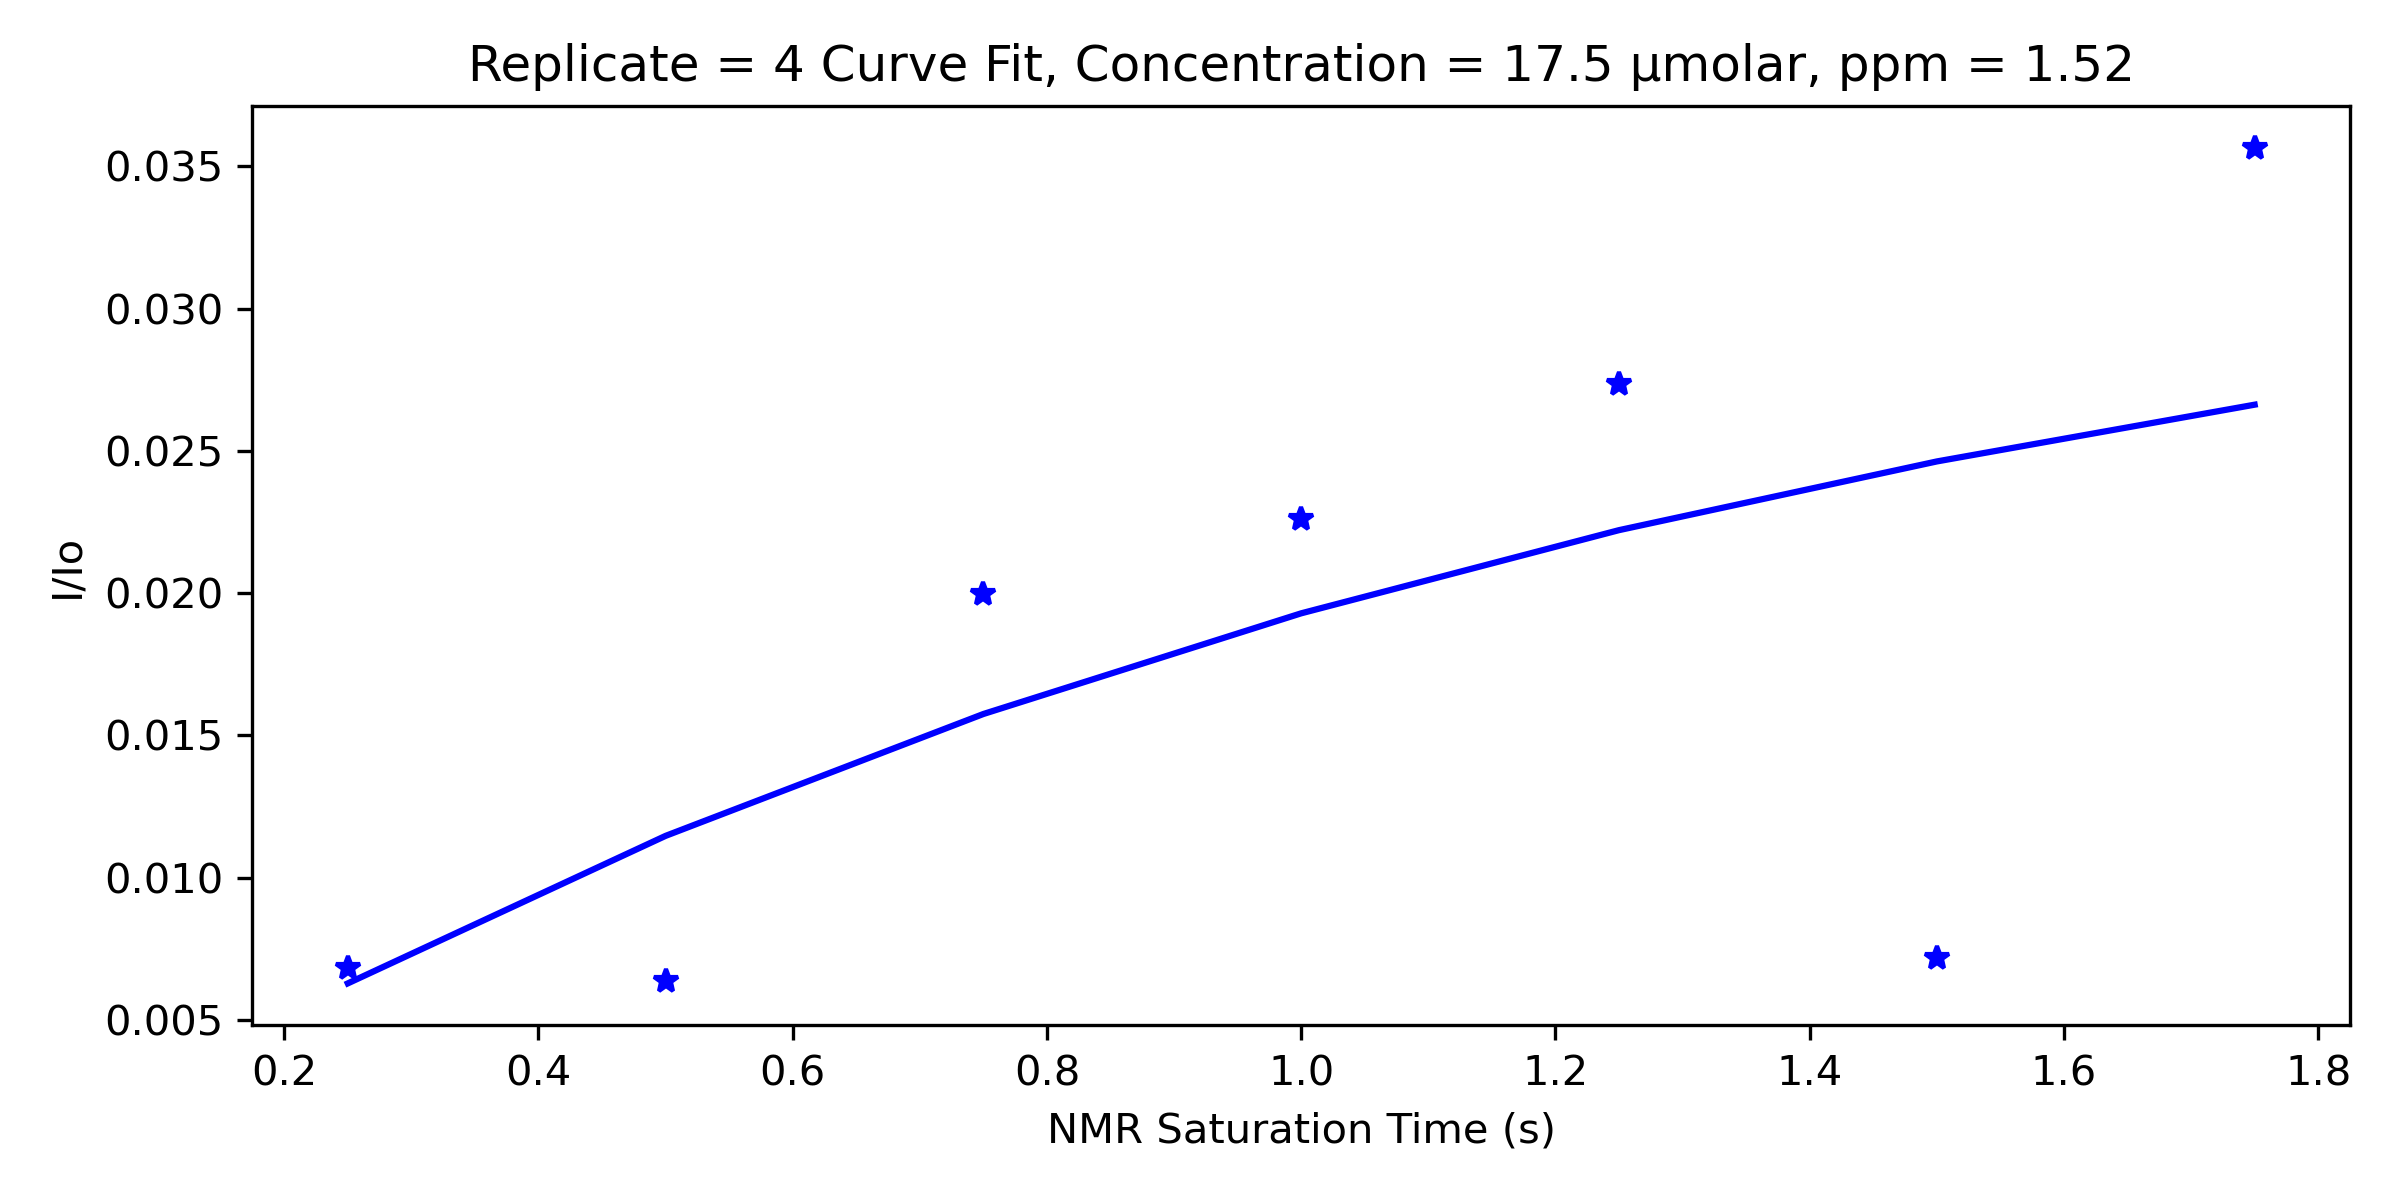 Replicate = 4 Curve Fit, Concentration = 17.5 µmolar, ppm = 1.52
0.035
0.030
0.025
0.020
0.015
0.010
0.005
I/Io
0.2 0.4 0.6 0.8 1.0 1.2 1.4 1.6 1.8
NMR Saturation Time (s)